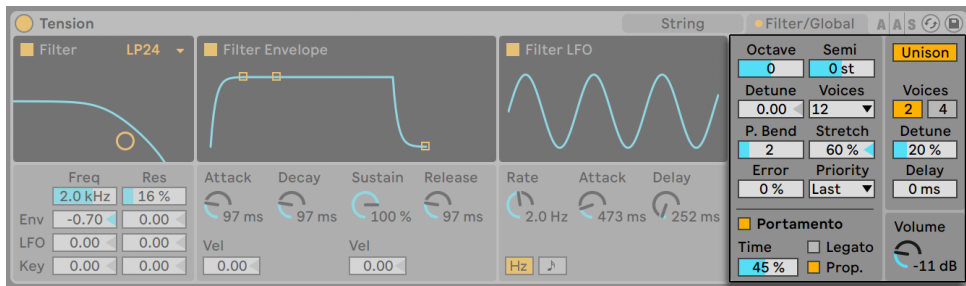 Tension
String
Filter/Global
A A S
Filter
LP24
Filter Envelope
Filter LFO
Freq Res
2.0 kHz 16 %
Env -0.70 0.00
LFO 0.00 0.00
Key 0.00 0.00
Attack Decay Sustain Release
97 ms 97 ms 100 % 97 ms
Vel Vel
0.00 0.00
Rate Attack Delay
2.0 Hz 473 ms 252 ms
Hz
Octave Semi
0 0 st
Detune Voices
0.00 12
P. Bend Stretch
2 60 %
Error Priority
0 % Last
Portamento
Time Legato
45 % Prop.
Unison
Voices
2 4
Detune
20 %
Delay
0 ms
Volume
-11 dB